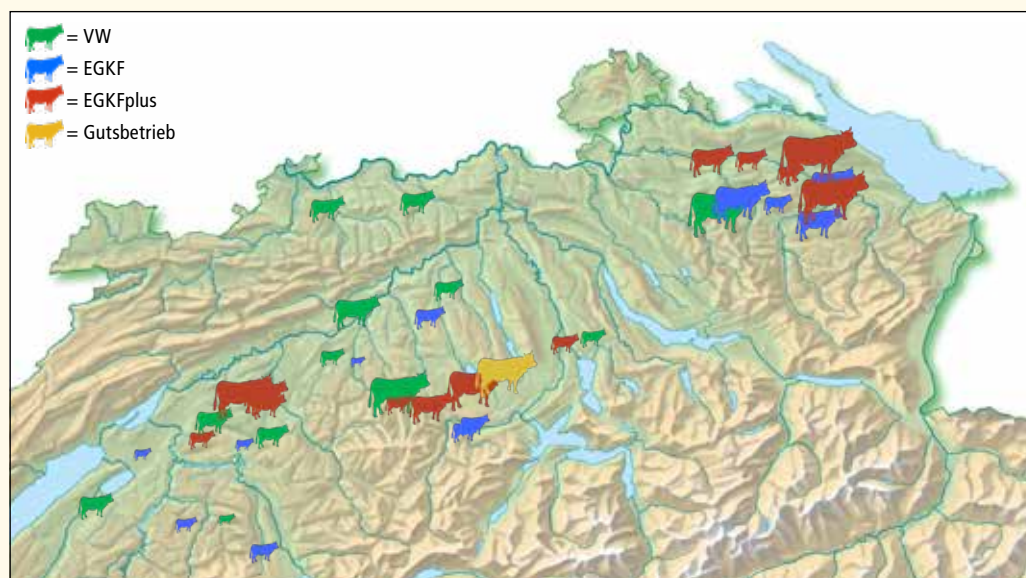 = VW
= EGKF
= EGKFplus
= Gutsbetrieb